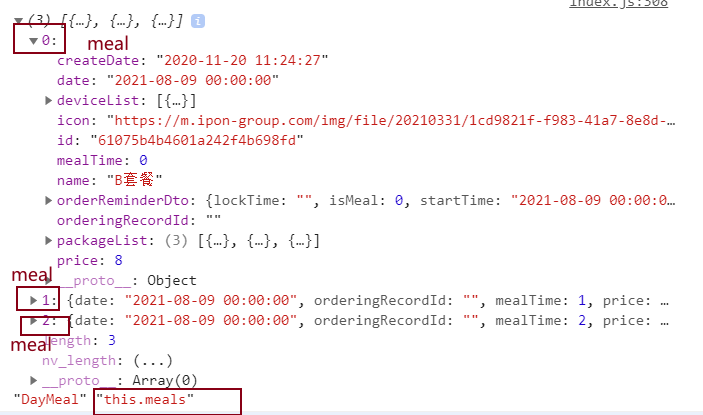 index.js:308
▼(3) [{…}, {…}, {…}] i
▼0: meal
createDate: "2020-11-20 11:24:27"
date: "2021-08-09 00:00:00"
▶deviceList: [{…}]
icon: "https://m.ipon-group.com/img/file/20210331/1cd9821f-f983-41a7-8e8d-…
id: "61075b4b4601a242f4b698fd"
mealTime: 0
name: "B套餐"
▶orderReminderDto: {lockTime: "", isMeal: 0, startTime: "2021-08-09 00:00:0…
orderingRecordId: ""
▶packageList: (3) [{…}, {…}, {…}]
price: 8
meal
▶__proto__: Object
▶1: {date: "2021-08-09 00:00:00", orderingRecordId: "", mealTime: 1, price: …
▶2: {date: "2021-08-09 00:00:00", orderingRecordId: "", mealTime: 2, price: …
meal
length: 3
nv_length: (...)
▶__proto__: Array(0)
"DayMeal" "this.meals"